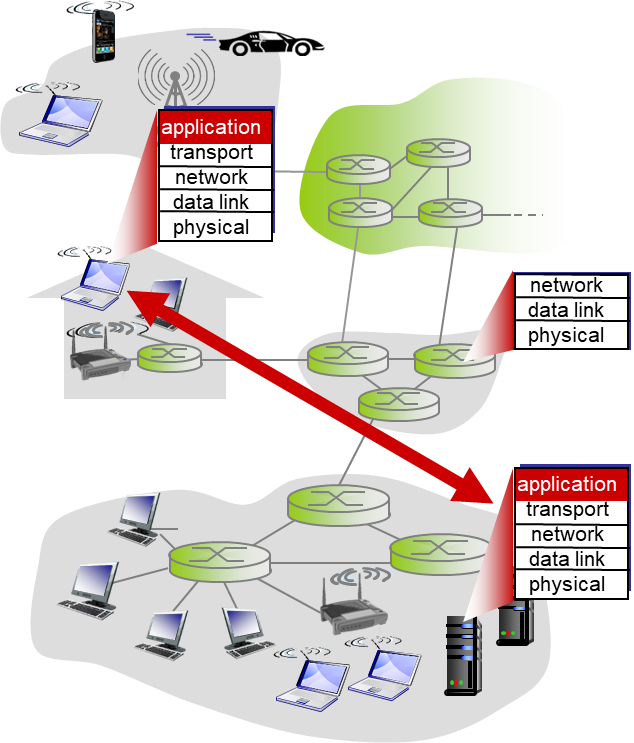 application
transport
network
data link
physical
network
data link
physical
application
transport
network
data link
physical